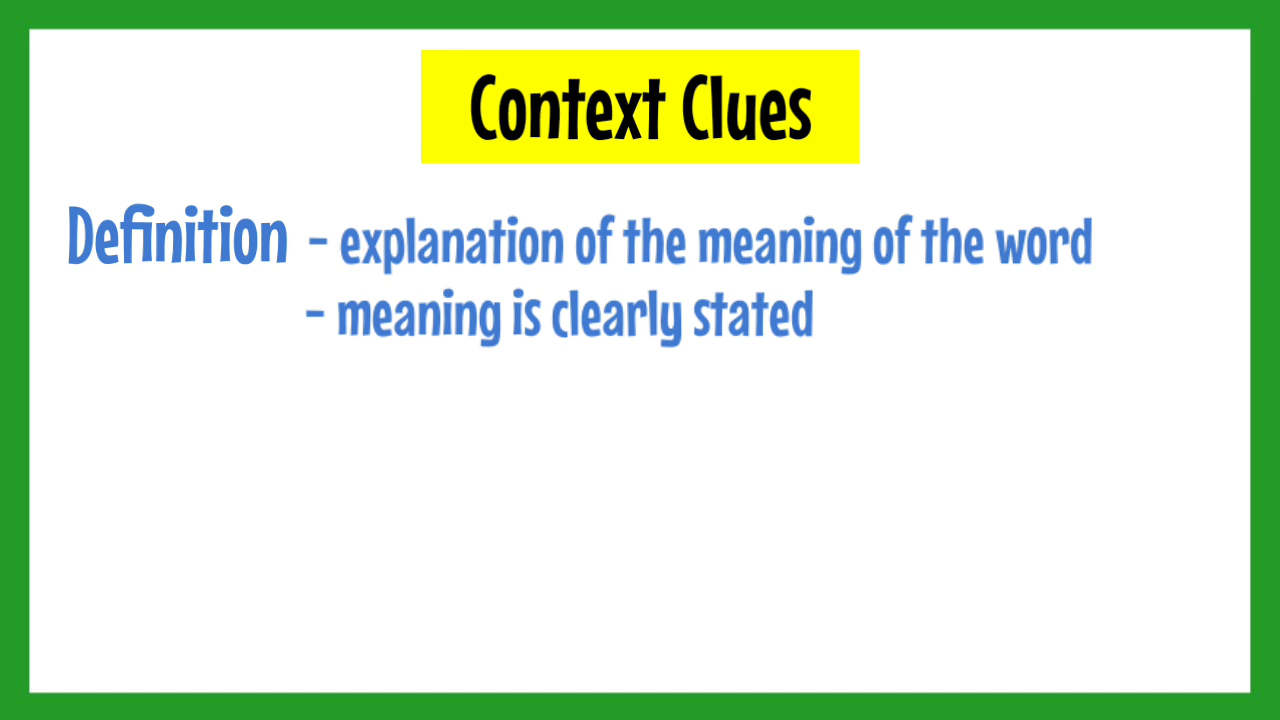 Context Clues
Definition - explanation of the meaning of the word
- meaning is clearly stated